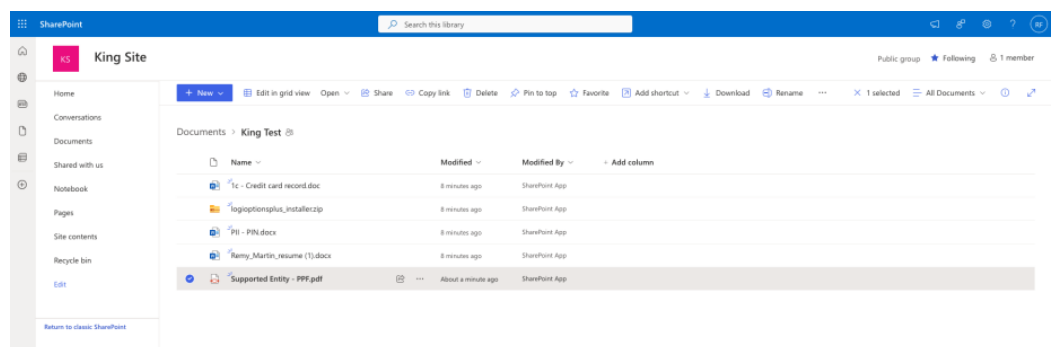 SharePoint
Search this library
RF
KS King Site
Public group Following 1 member
+ New Edit in grid view Open Share Copy link Delete Pin to top Favorite Add shortcut Download Rename ... 1 selected All Documents
Home
Conversations
Documents
Shared with us
Notebook
Pages
Site contents
Recycle bin
Edit
Return to classic SharePoint
Documents > King Test
Name Modified Modified By + Add column
1c - Credit card record.doc 8 minutes ago SharePoint App
logioptionsplus_installer.zip 8 minutes ago SharePoint App
PII - PIN.docx 8 minutes ago SharePoint App
Remy_Martin_resume (1).docx 8 minutes ago SharePoint App
Supported Entity - PPF.pdf ... About a minute ago SharePoint App